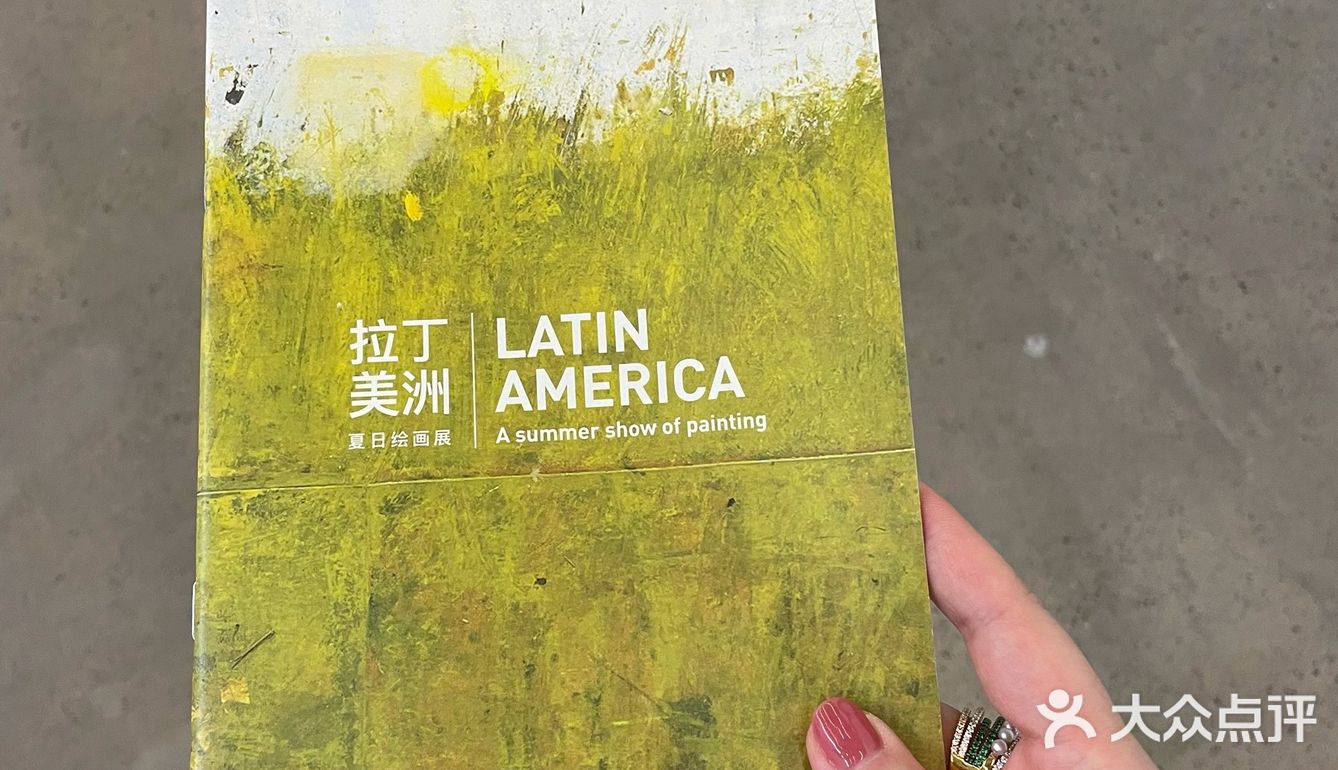 拉丁
美洲
夏日绘画展
LATIN
AMERICA
A summer show of painting
大众点评